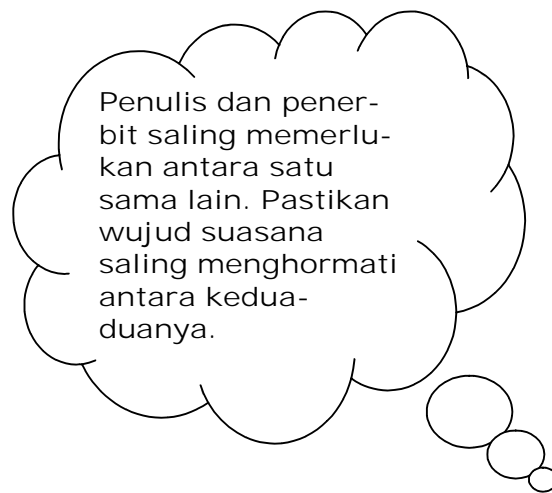 Penulis dan pener-
bit saling memerlu-
kan antara satu
sama lain. Pastikan
wujud suasana
saling menghormati
antara kedua-
duanya.